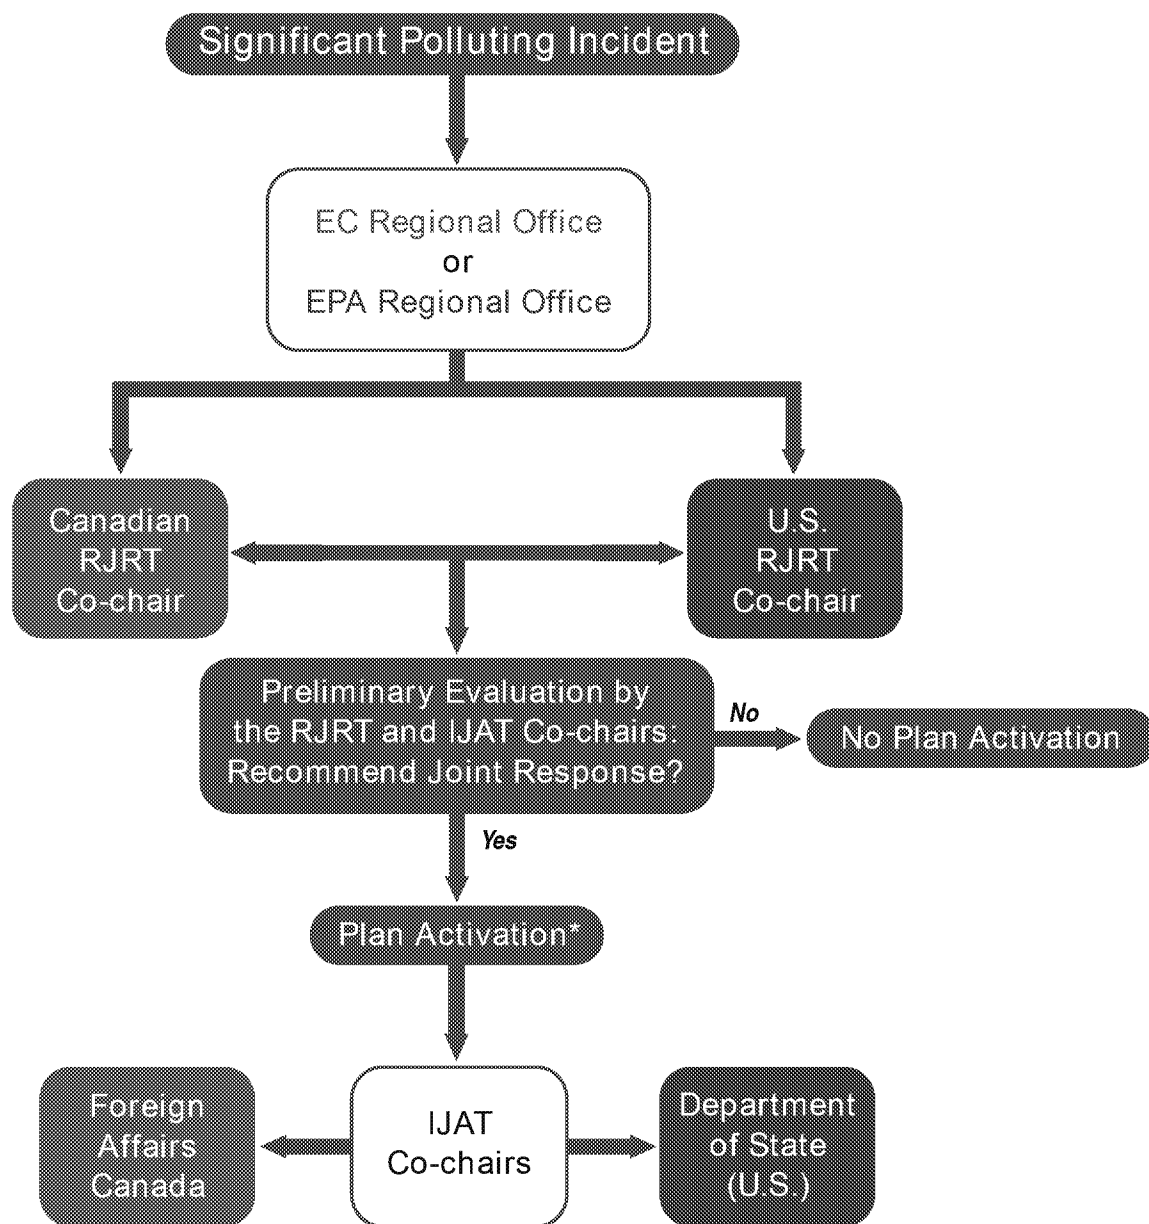 Significant Polluting Incident
EC Regional Office
or
EPA Regional Office
Canadian
RJRT
Co-chair
U.S.
RJRT
Co-chair
Preliminary Evaluation by
the RJRT and IJAT Co-chairs:
Recommend Joint Response?
No
No Plan Activation
Yes
Plan Activation*
Foreign
Affairs
Canada
IJAT
Co-chairs
Department
of State
(U.S.)